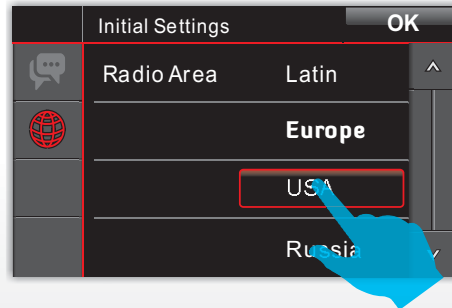 Initial Settings OK
Radio Area Latin
Europe
USA
Russia